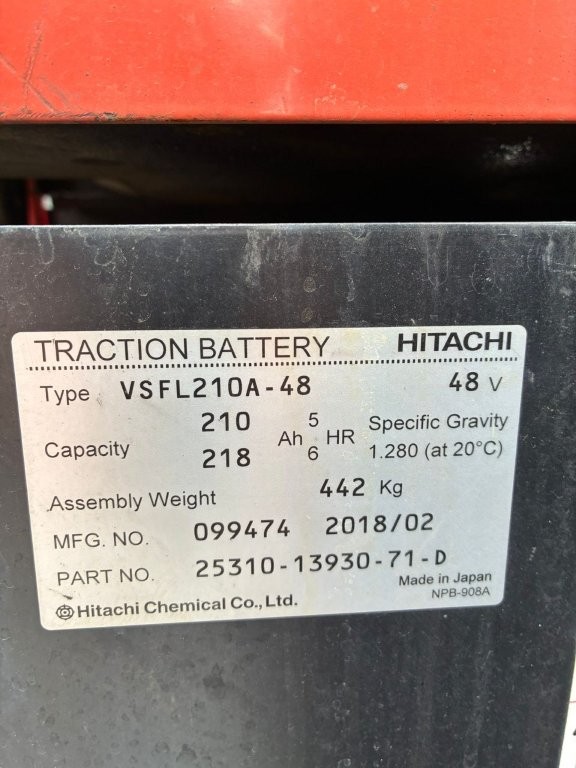 TRACTION BATTERY HITACHI
Type VSFL210A-48 48 V
Capacity 210 Ah 5 HR Specific Gravity
218 6 1.280 (at 20°C)
Assembly Weight 442 Kg
MFG. NO. 099474 2018/02
PART NO. 25310-13930-71-D
Made in Japan
Hitachi Chemical Co., Ltd. NPB-908A